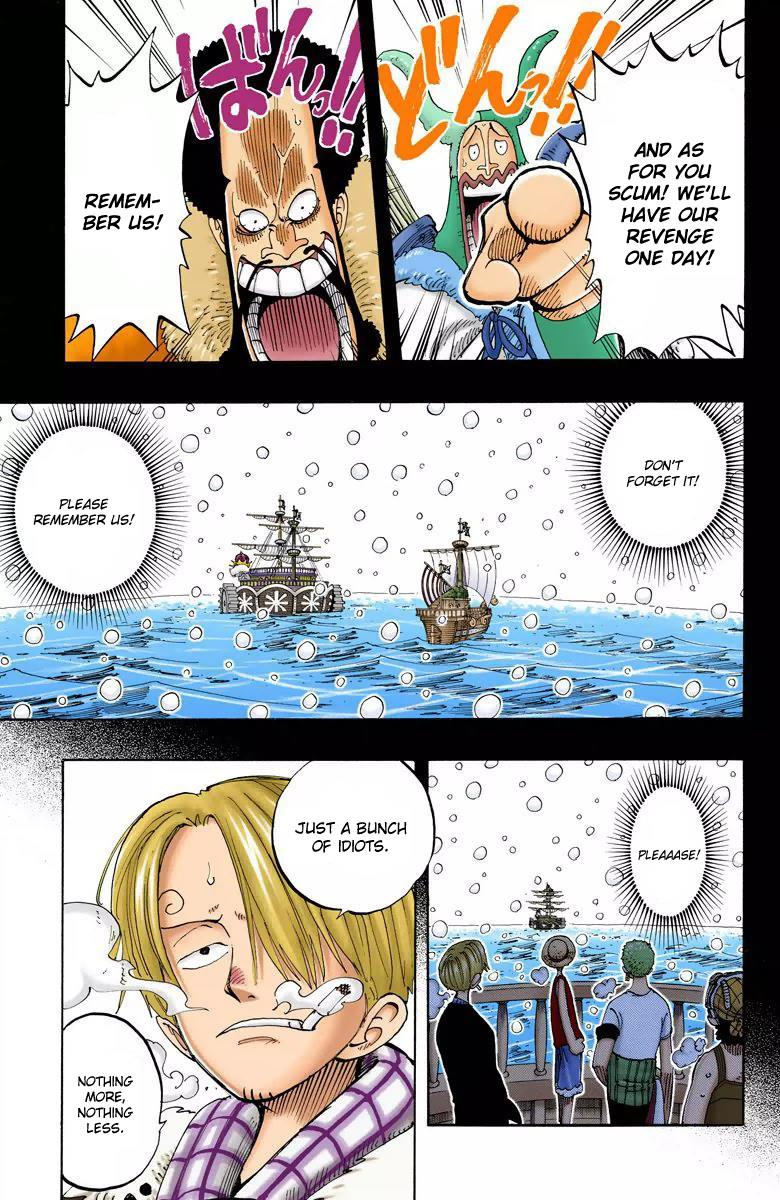 どんっ!!
AND AS
FOR YOU
SCUM! WE'LL
HAVE OUR
REVENGE
ONE DAY!
ばんっ!!
REMEM-
BER US!
DON'T
FORGET IT!
PLEASE
REMEMBER US!
PLEAAASE!
JUST A BUNCH
OF IDIOTS.
NOTHING
MORE,
NOTHING
LESS.